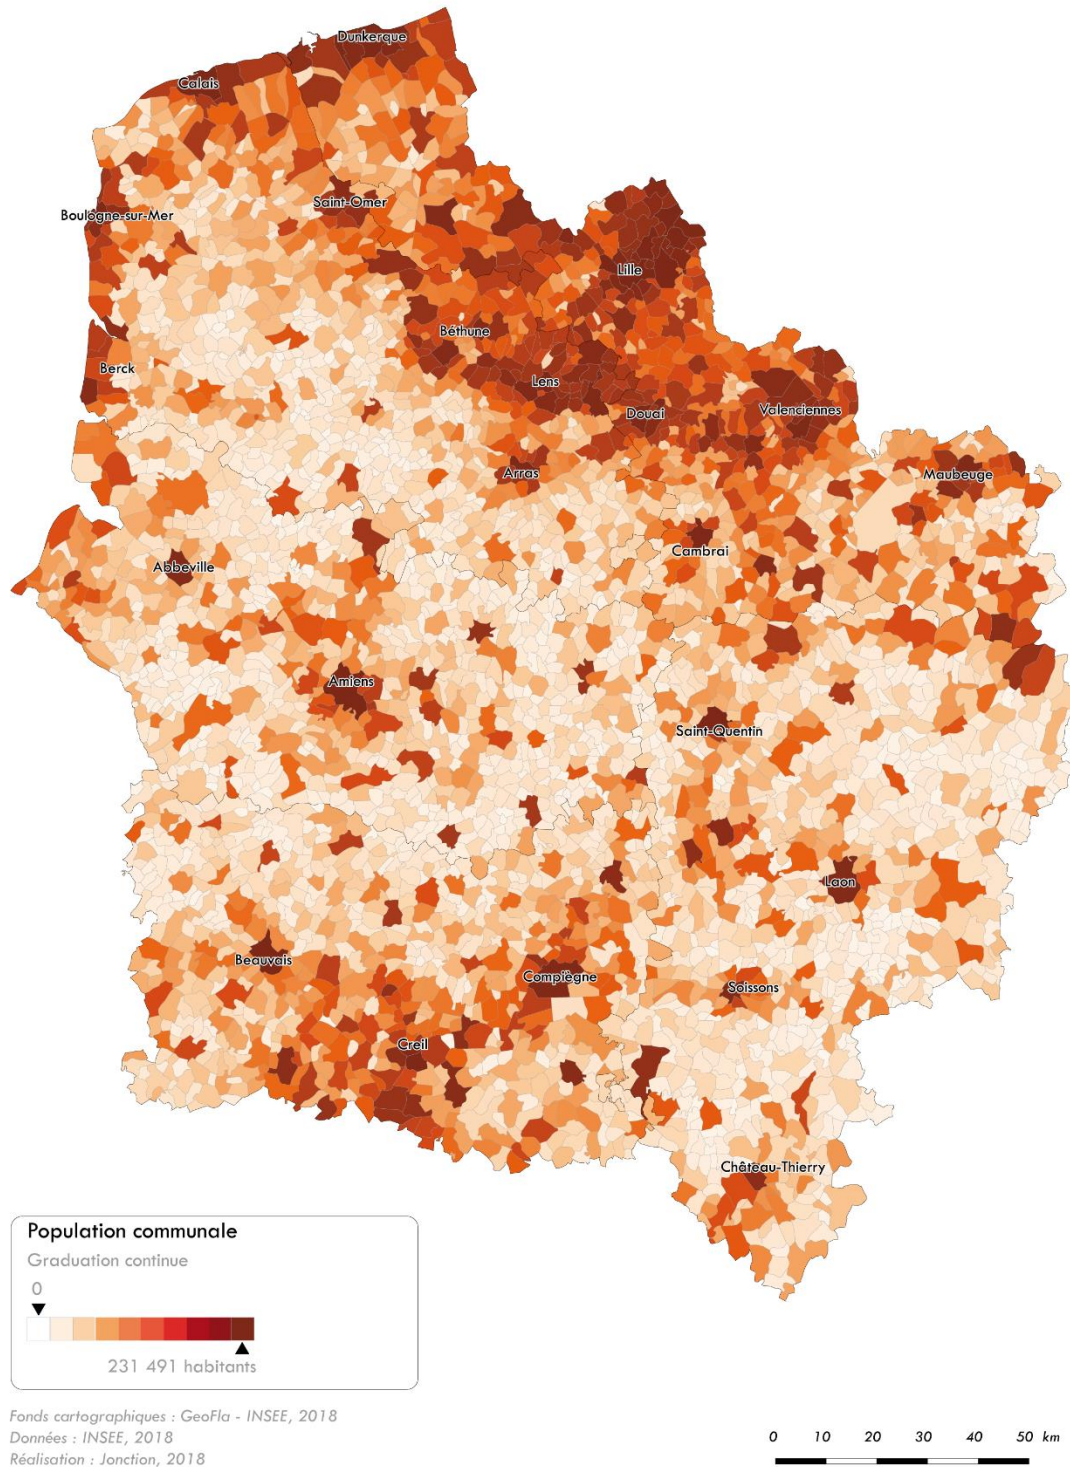 Dunkerque
Calais
Saint-Omer
Boulogne-sur-Mer
Lille
Béthune
Berck
Lens
Douai
Valenciennes
Arras
Maubeuge
Cambrai
Abbeville
Amiens
Saint-Quentin
Laon
Beauvais
Compiègne
Soissons
Creil
Château-Thierry
Population communale
Graduation continue
0
231 491 habitants
Fonds cartographiques : GeoFla - INSEE, 2018
Données : INSEE, 2018
Réalisation : Jonction, 2018
0 10 20 30 40 50 km